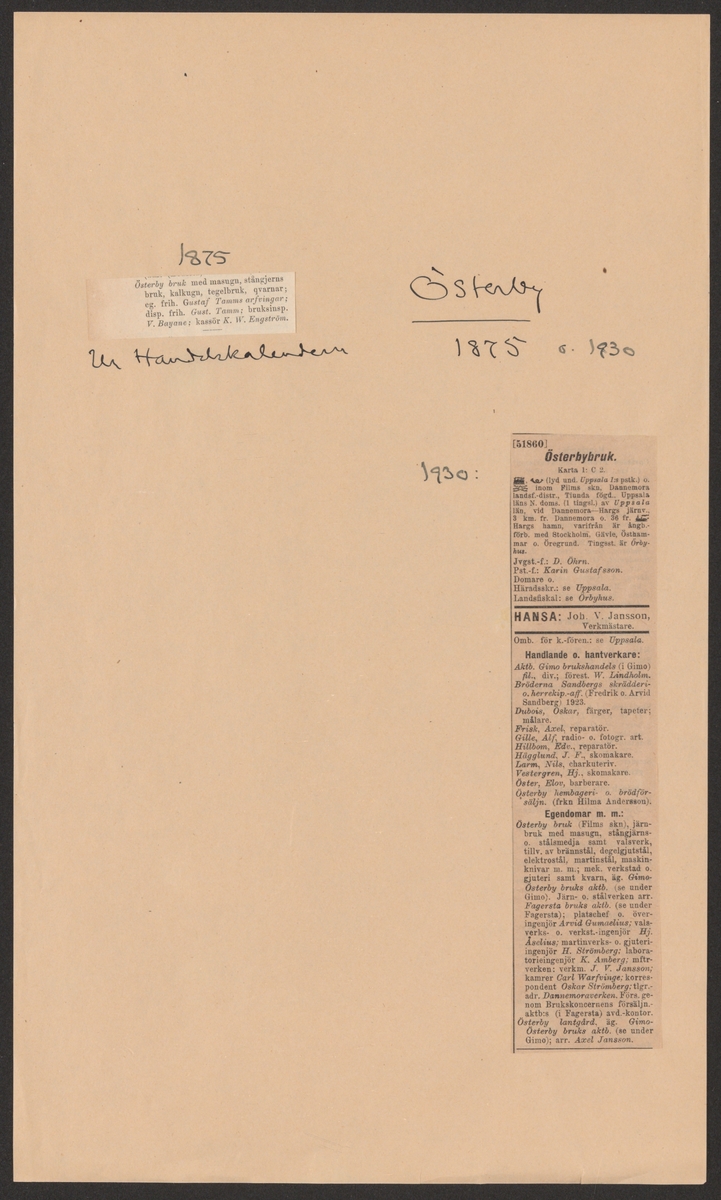 1875
Österby bruk med masugn, stångjerns
bruk, kalkugn, tegelbruk, qvarnar;
eg. frih. Gustaf Tamms arfvingar;
disp. frih. Gust. Tamm; bruksinsp.
V. Bayane; kassör K. W. Engström.
Ur Handelskalendern
Österby
1875 o. 1930
1930:
[51860]
Österbybruk.
Karta 1: C 2.
(lyd und. Uppsala 1:a pstk.) o.
inom Films skn, Dannemora
landsf.-distr., Tiunda fögd., Uppsala
läns N. doms. (1 tingsl.) av Uppsala
län, vid Dannemora—Hargs järnv.,
3 km. fr. Dannemora o. 36 fr.
Hargs hamn, varifrån är ångb.-
förb. med Stockholm, Gävle, Östham-
mar o. Öregrund. Tingsst. är Örby-
hus.
Jvgst.-f.: D. Öhrn.
Pst.-f.: Karin Gustafsson.
Domare o.
Häradsskr.: se Uppsala.
Landsfiskal: se Örbyhus.
HANSA: Joh. V. Jansson,
Verkmästare.
Omb. för k.-fören.: se Uppsala.
Handlande o. hantverkare:
Aktb. Gimo brukshandels (i Gimo)
fil., div.; förest. W. Lindholm.
Bröderna Sandbergs skrädderi-
o. herrekip.-aff. (Fredrik o. Arvid
Sandberg) 1923.
Dubois, Oskar, färger, tapeter;
målare.
Frisk, Axel, reparatör.
Gille, Alf, radio- o. fotogr. art.
Hillbom, Edv., reparatör.
Hägglund, J. F., skomakare.
Larm, Nils, charkuteriv.
Vestergren, Hj., skomakare.
Öster, Elov, barberare.
Österby hembageri- o. brödför-
säljn. (frkn Hilma Andersson).
Egendomar m. m.:
Österby bruk (Films skn), järn-
bruk med masugn, stångjärns-
o. stålsmedja samt valsverk,
tillv. av brännstål, degelgjutstål,
elektrostål, martinstål, maskin-
knivar m. m.; mek. verkstad o.
gjuteri samt kvarn, äg. Gimo-
Österby bruks aktb. (se under
Gimo). Järn- o. stålverken arr.
Fagersta bruks aktb. (se under
Fagersta); platschef o. över-
ingenjör Arvid Gumaelius; vals-
verks- o. verkst.-ingenjör Hj.
Åselius; martinverks- o. gjuteri-
ingenjör H. Strömberg; labora-
torieingenjör K. Amberg; mftr-
verken: verkm. J. V. Jansson;
kamrer Carl Warfvinge; korres-
pondent Oskar Strömberg; tlgr.-
adr. Dannemoraverken. Förs. ge-
nom Brukskoncernens försäljn.-
aktb:s (i Fagersta) avd.-kontor.
Österby lantgård, äg. Gimo-
Österby bruks aktb. (se under
Gimo); arr. Axel Jansson.